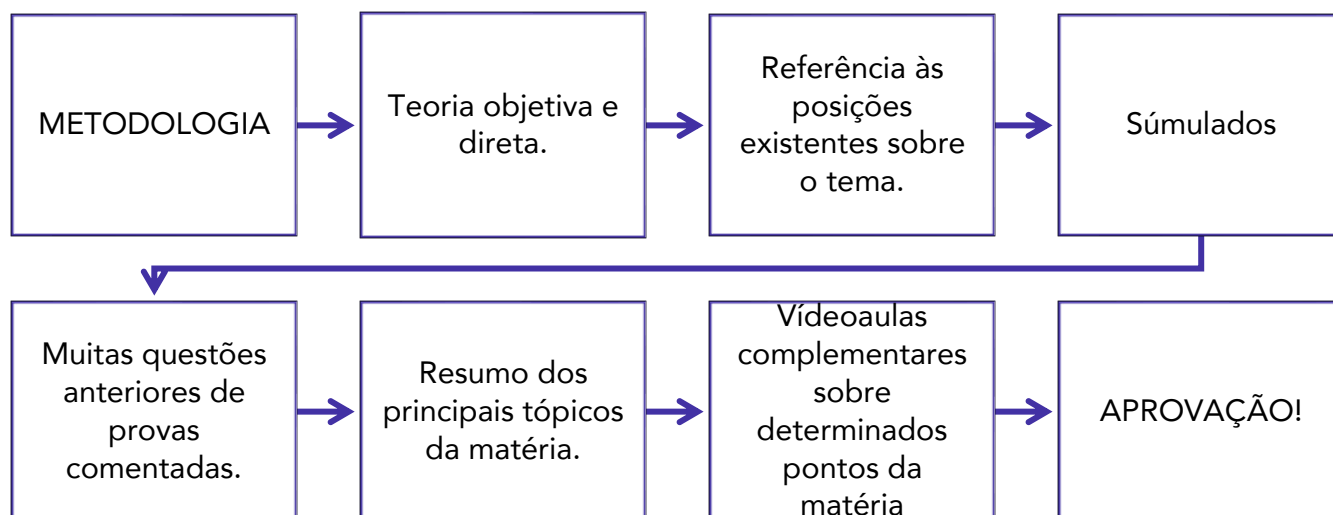 METODOLOGIA
Teoria objetiva e
direta.
Referência às
posições
existentes sobre
o tema.
Súmulados
Muitas questões
anteriores de
provas
comentadas.
Resumo dos
principais tópicos
da matéria.
Vídeoaulas
complementares
sobre
determinados
pontos da
matéria
APROVAÇÃO!